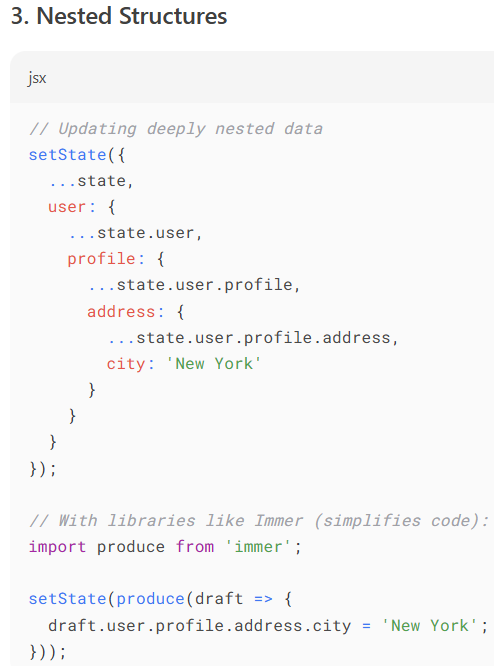 3. Nested Structures
jsx
// Updating deeply nested data
setState({
  ...state,
  user: {
    ...state.user,
    profile: {
      ...state.user.profile,
      address: {
        ...state.user.profile.address,
        city: 'New York'
      }
    }
  }
});
// With libraries like Immer (simplifies code):
import produce from 'immer';
setState(produce(draft => {
  draft.user.profile.address.city = 'New York';
}));